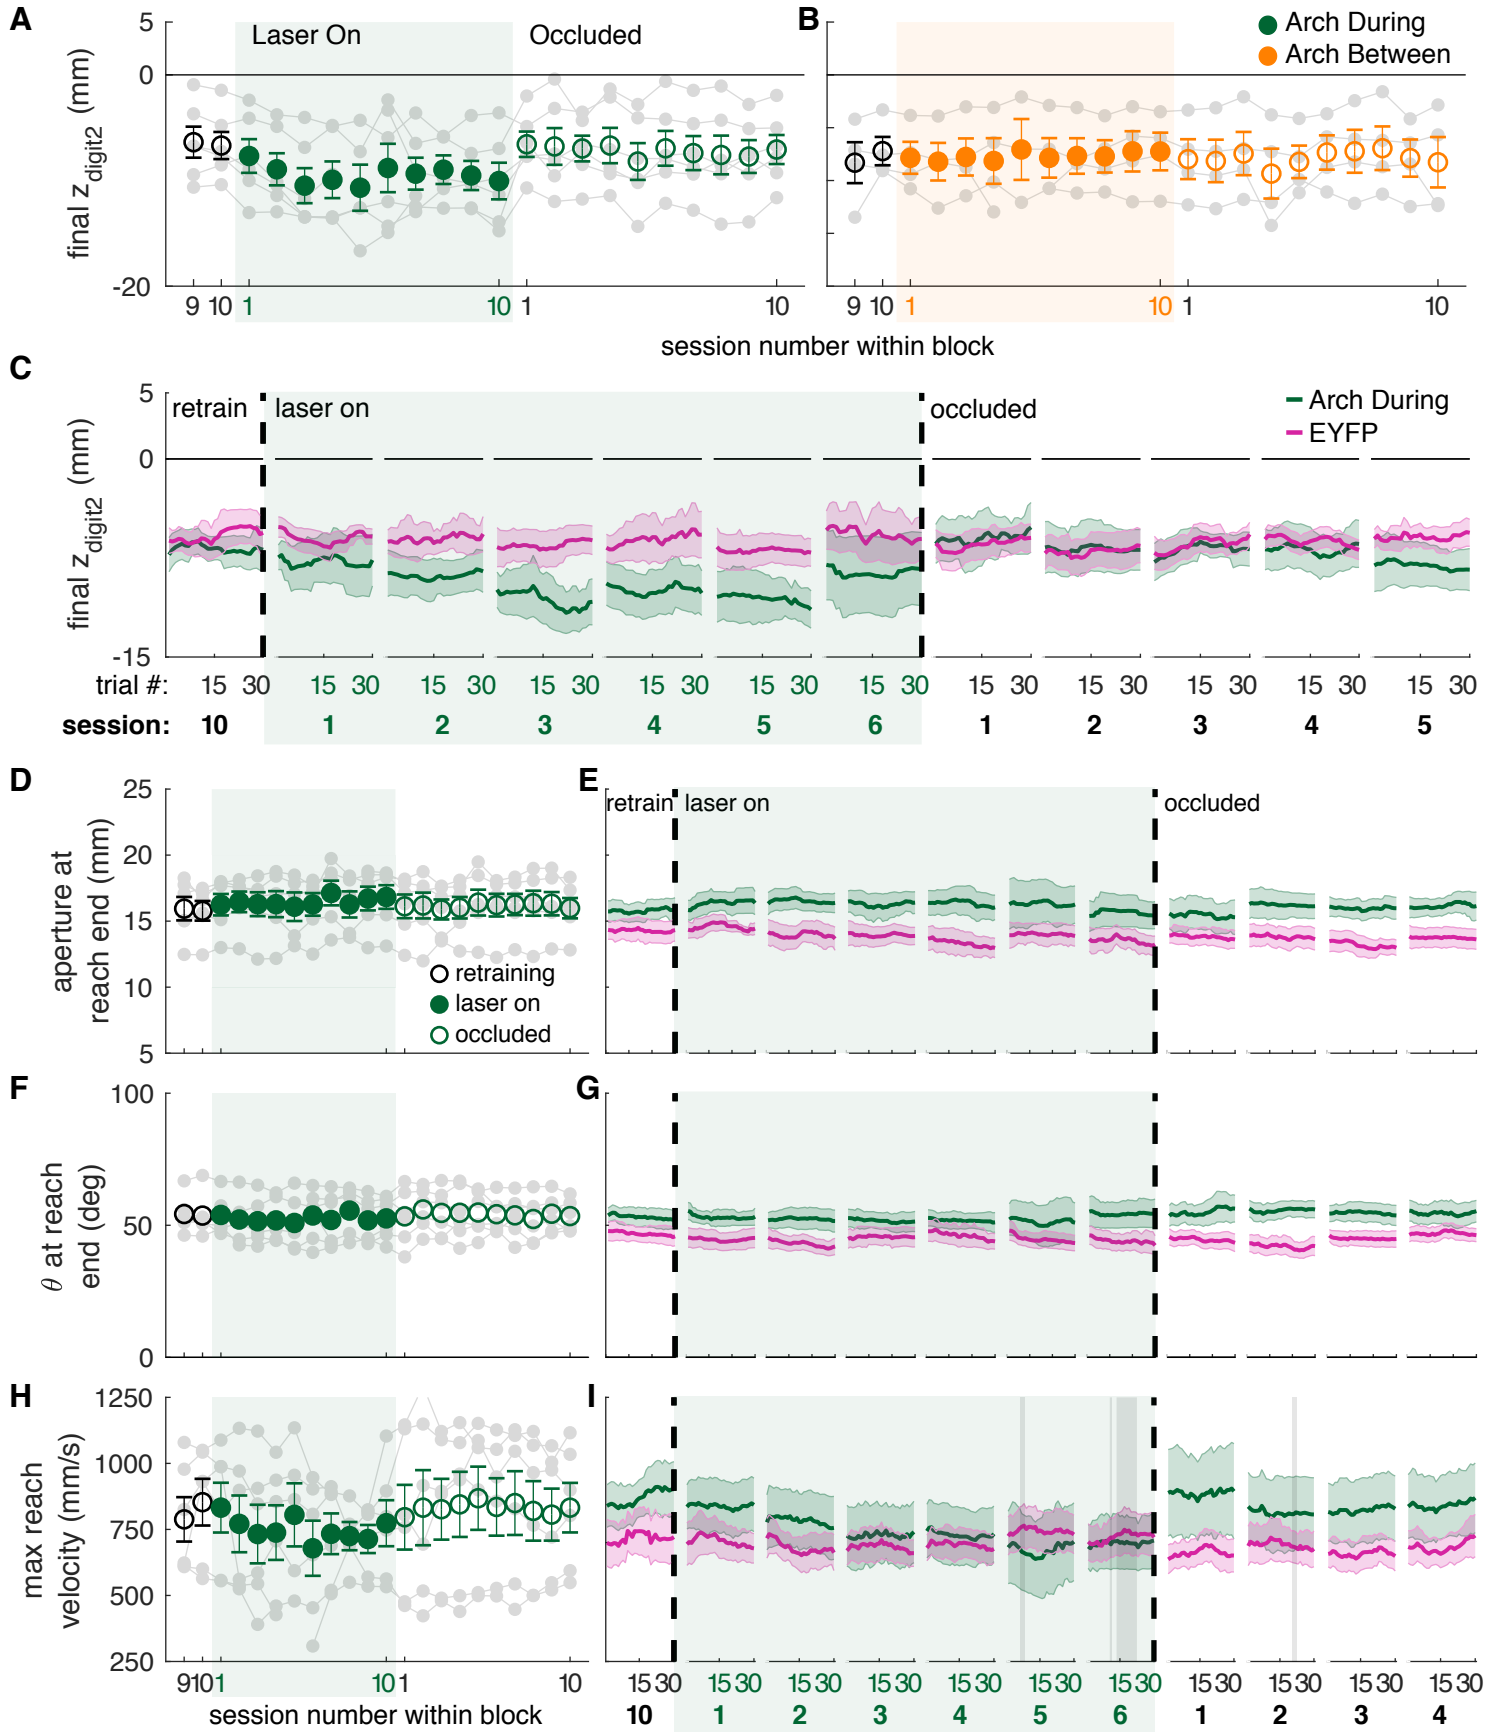 A
B
5
0
-20
final z_digit2 (mm)
Laser On
Occluded
Arch During
Arch Between
9 10 1 10 1 10
9 10 1 10 1 10
session number within block
C
5
0
-15
final z_digit2 (mm)
retrain
laser on
occluded
Arch During
EYFP
trial #: 15 30 15 30 15 30 15 30 15 30 15 30 15 30 15 30 15 30 15 30 15 30 15 30
session: 10 1 2 3 4 5 6 1 2 3 4 5
D
25
20
15
10
5
aperture at
reach end (mm)
retraining
laser on
occluded
E
retrain
laser on
occluded
F
100
50
0
θ at reach
end (deg)
G
H
1250
1000
750
500
250
max reach
velocity (mm/s)
9 10 1 10 1 10
session number within block
I
15 30 15 30 15 30 15 30 15 30 15 30 15 30 15 30 15 30 15 30 15 30
10 1 2 3 4 5 6 1 2 3 4